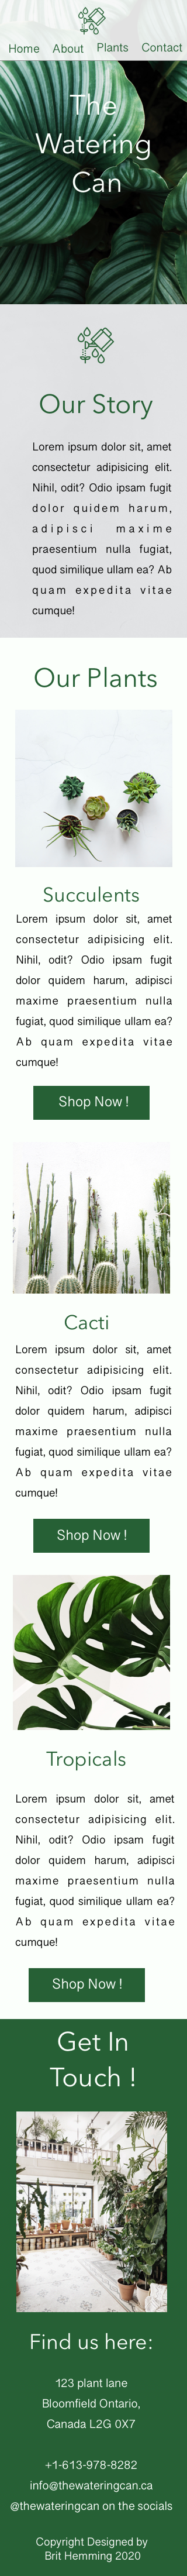 Home About Plants Contact
The
Watering
Can
Our Story
Lorem ipsum dolor sit, amet
consectetur adipisicing elit.
Nihil, odit? Odio ipsam fugit
dolor quidem harum,
adipisci maxime
praesentium nulla fugiat,
quod similique ullam ea? Ab
quam expedita vitae
cumque!
Our Plants
Succulents
Lorem ipsum dolor sit, amet
consectetur adipisicing elit.
Nihil, odit? Odio ipsam fugit
dolor quidem harum, adipisci
maxime praesentium nulla
fugiat, quod similique ullam ea?
Ab quam expedita vitae
cumque!
Shop Now !
Cacti
Lorem ipsum dolor sit, amet
consectetur adipisicing elit.
Nihil, odit? Odio ipsam fugit
dolor quidem harum, adipisci
maxime praesentium nulla
fugiat, quod similique ullam ea?
Ab quam expedita vitae
cumque!
Shop Now !
Tropicals
Lorem ipsum dolor sit, amet
consectetur adipisicing elit.
Nihil, odit? Odio ipsam fugit
dolor quidem harum, adipisci
maxime praesentium nulla
fugiat, quod similique ullam ea?
Ab quam expedita vitae
cumque!
Shop Now !
Get In
Touch !
Find us here:
123 plant lane
Bloomfield Ontario,
Canada L2G 0X7
+1-613-978-8282
info@thewateringcan.ca
@thewateringcan on the socials
Copyright Designed by
Brit Hemming 2020